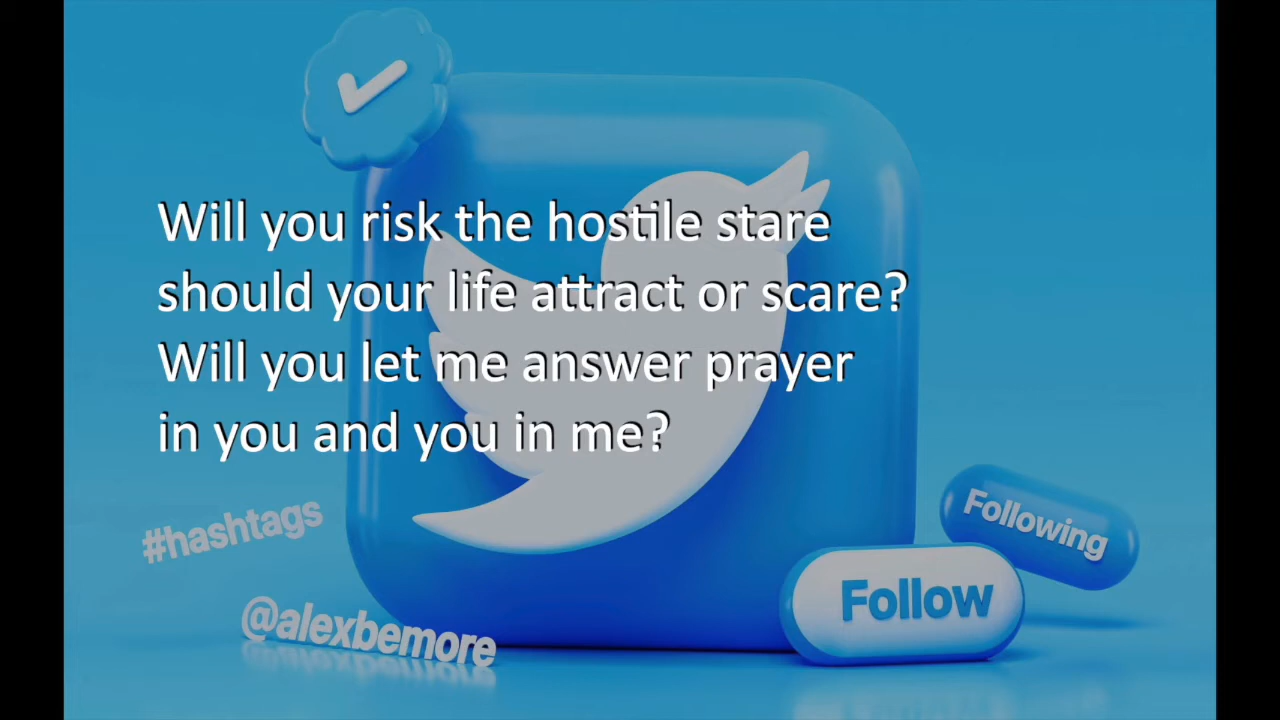 Will you risk the hostile stare
should your life attract or scare?
Will you let me answer prayer
in you and you in me?
#hashtags
@alexbemore
Following
Follow